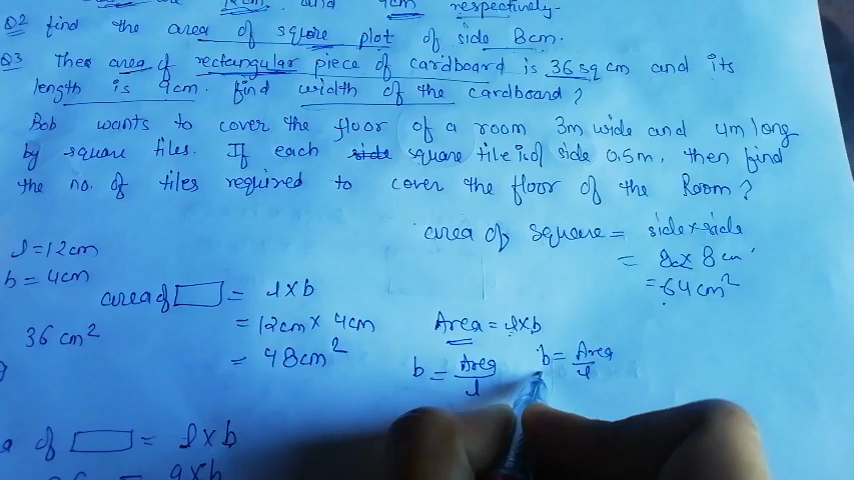 12cm and 4cm respectively.
Q2 find the area of square plot of side 8cm.
Q3 The area of rectangular piece of cardboard is 36 sq cm and its
length is 9cm. find width of the cardboard?
Bob wants to cover the floor of a room 3m wide and 4m long
by square tiles. If each side square tile is of side 0.5m, then find
the no. of tiles required to cover the floor of the Room?
area of square = side × side
= 8 × 8 cm
= 64 cm²
l = 12cm
b = 4cm
area of = l × b
= 12cm × 4cm
= 48cm²
36 cm²
Area = l × b
b = Area/l b = Area/l
a of = l × b
9 × b